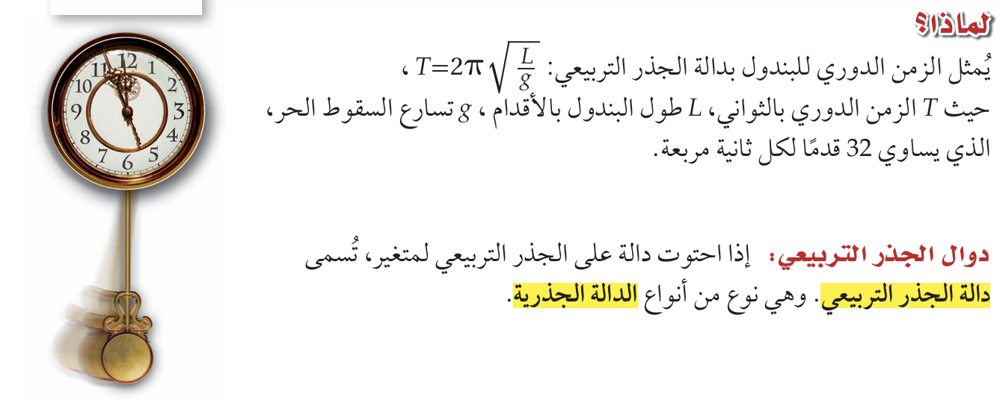 لماذا؟
يُمثل الزمن الدوري للبندول بدالة الجذر التربيعي: T=2π√(L/g) ،
حيث T الزمن الدوري بالثواني، L طول البندول بالأقدام ، g تسارع السقوط الحر،
الذي يساوي 32 قدمًا لكل ثانية مربعة.
دوال الجذر التربيعي: إذا احتوت دالة على الجذر التربيعي لمتغير، تُسمى
دالة الجذر التربيعي. وهي نوع من أنواع الدالة الجذرية.
12
1
2
3
4
5
6
7
8
9
10
11